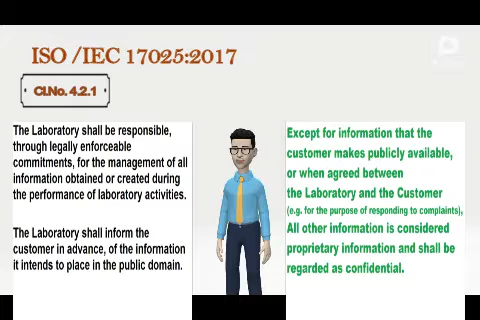 ISO /IEC 17025:2017
Cl.No. 4.2.1
The Laboratory shall be responsible,
through legally enforceable
commitments, for the management of all
information obtained or created during
the performance of laboratory activities.
The Laboratory shall inform the
customer in advance, of the information
it intends to place in the public domain.
Except for information that the
customer makes publicly available,
or when agreed between
the Laboratory and the Customer
(e.g. for the purpose of responding to complaints),
All other information is considered
proprietary information and shall be
regarded as confidential.